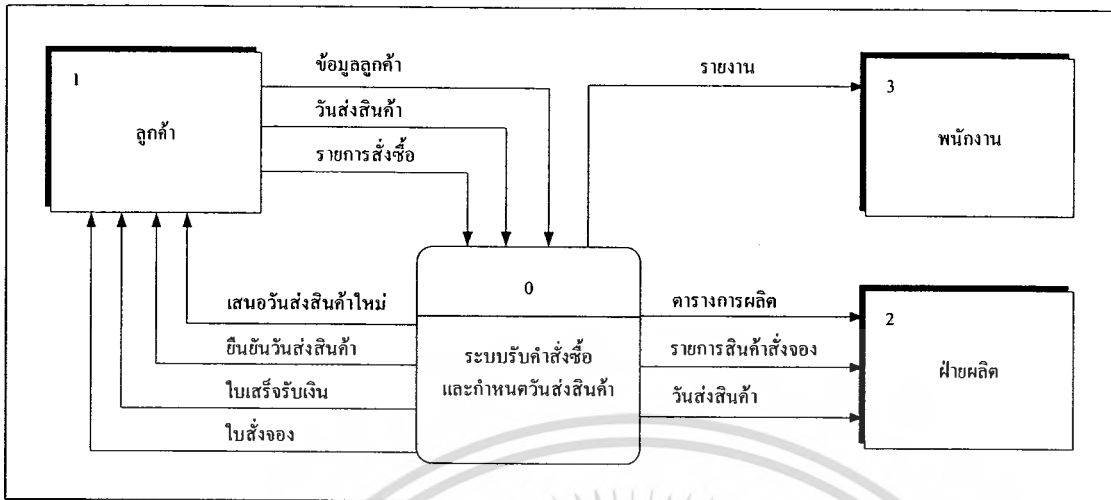 1
ลูกค้า
ข้อมูลลูกค้า
วันส่งสินค้า
รายการสั่งซื้อ
รายงาน
3
พนักงาน
0
ระบบรับคำสั่งซื้อ
และกำหนดวันส่งสินค้า
เสนอวันส่งสินค้าใหม่
ยืนยันวันส่งสินค้า
ใบเสร็จรับเงิน
ใบสั่งจอง
ตารางการผลิต
รายการสินค้าสั่งจอง
วันส่งสินค้า
2
ฝ่ายผลิต